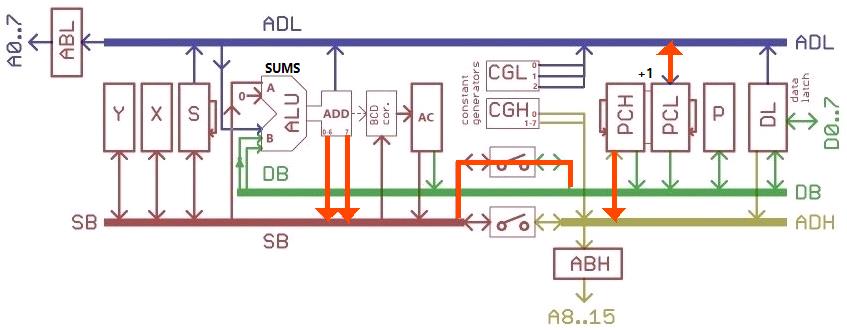 ADL
A0..7
ABL
ADL
SUMS
+1
Y
X
S
0
A
B
ALU
ADD
0-6
7
BCD
cor.
AC
constant
generators
CGL
0
1
2
CGH
0
1-7
PCH
PCL
P
DL
data
latch
D0..7
DB
DB
SB
SB
ADH
ABH
A8..15